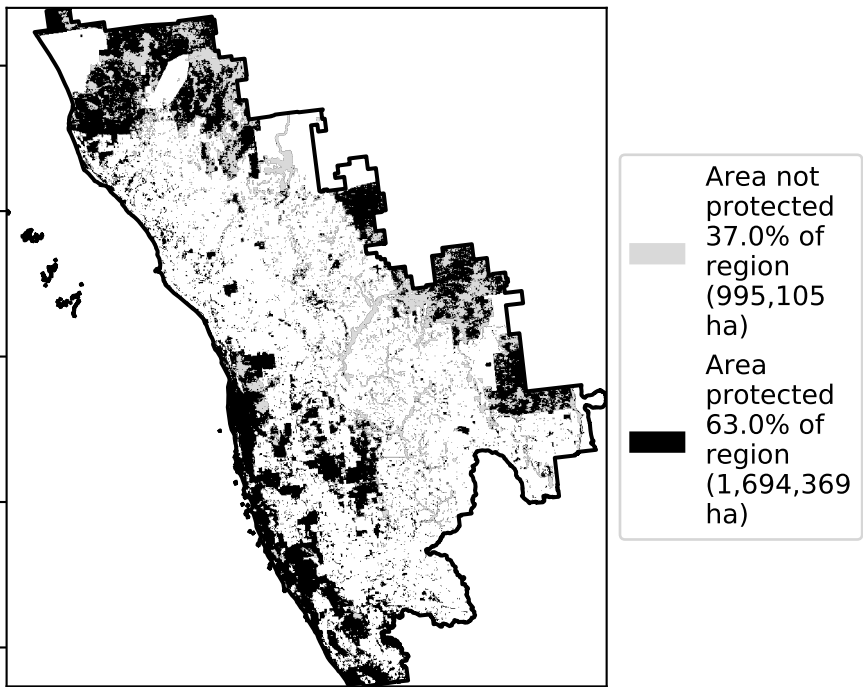 Area not
protected
37.0% of
region
(995,105
ha)
Area
protected
63.0% of
region
(1,694,369
ha)